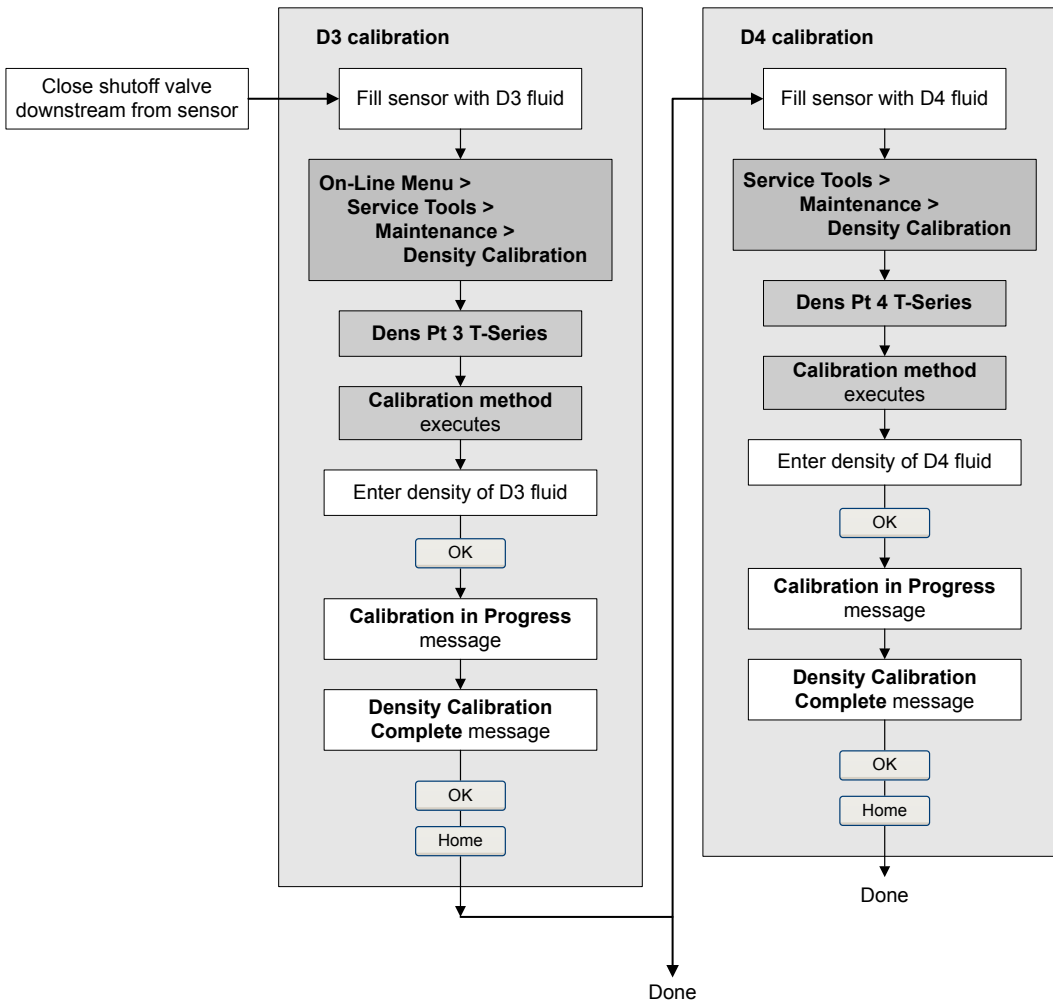 Close shutoff valve
downstream from sensor
D3 calibration
Fill sensor with D3 fluid
On-Line Menu >
Service Tools >
Maintenance >
Density Calibration
Dens Pt 3 T-Series
Calibration method
executes
Enter density of D3 fluid
OK
Calibration in Progress
message
Density Calibration
Complete message
OK
Home
Done
D4 calibration
Fill sensor with D4 fluid
Service Tools >
Maintenance >
Density Calibration
Dens Pt 4 T-Series
Calibration method
executes
Enter density of D4 fluid
OK
Calibration in Progress
message
Density Calibration
Complete message
OK
Home
Done